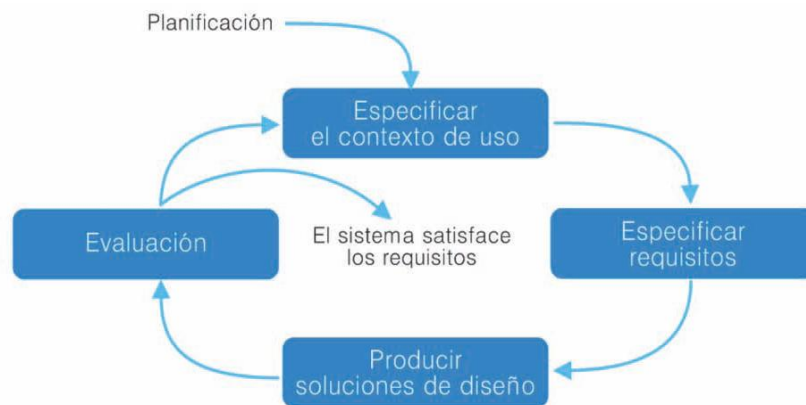 Planificación
Especificar
el contexto de uso
Evaluación
El sistema satisface
los requisitos
Especificar
requisitos
Producir
soluciones de diseño